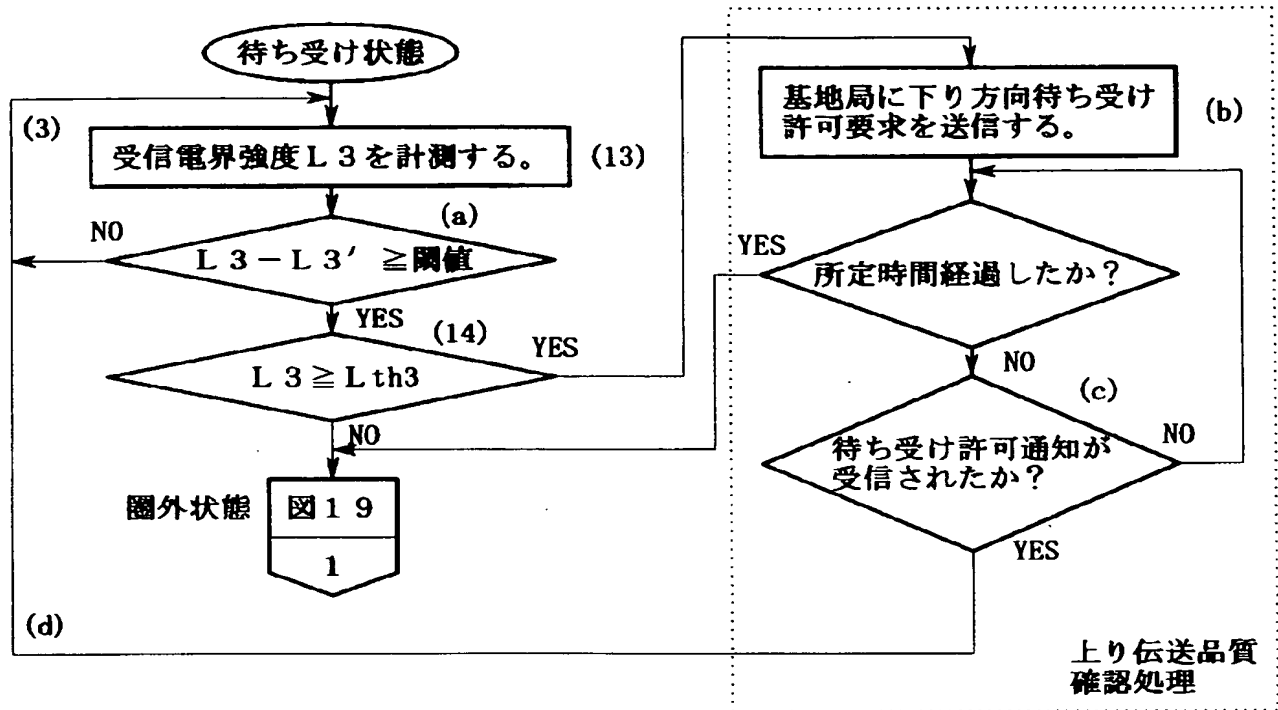 待ち受け状態
(3)
受信電界強度L3を計測する。
(13)
(a)
NO
L3-L3′ ≧閾値
YES
(14)
YES
L3≧Lth3
NO
圏外状態
図19
1
(d)
基地局に下り方向待ち受け
許可要求を送信する。
(b)
YES
所定時間経過したか?
NO
(c)
待ち受け許可通知が
受信されたか?
NO
YES
上り伝送品質
確認処理